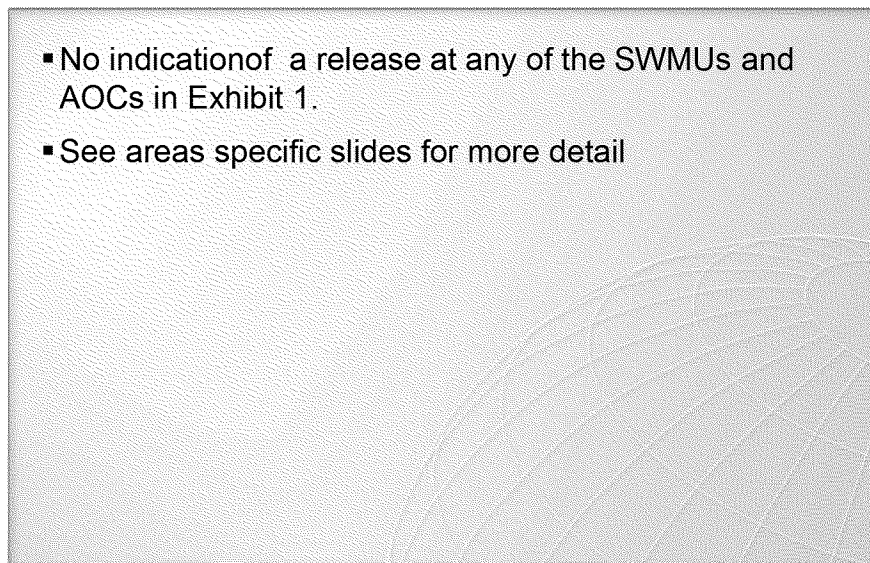 ▪No indicationof  a release at any of the SWMUs and
AOCs in Exhibit 1.
▪See areas specific slides for more detail